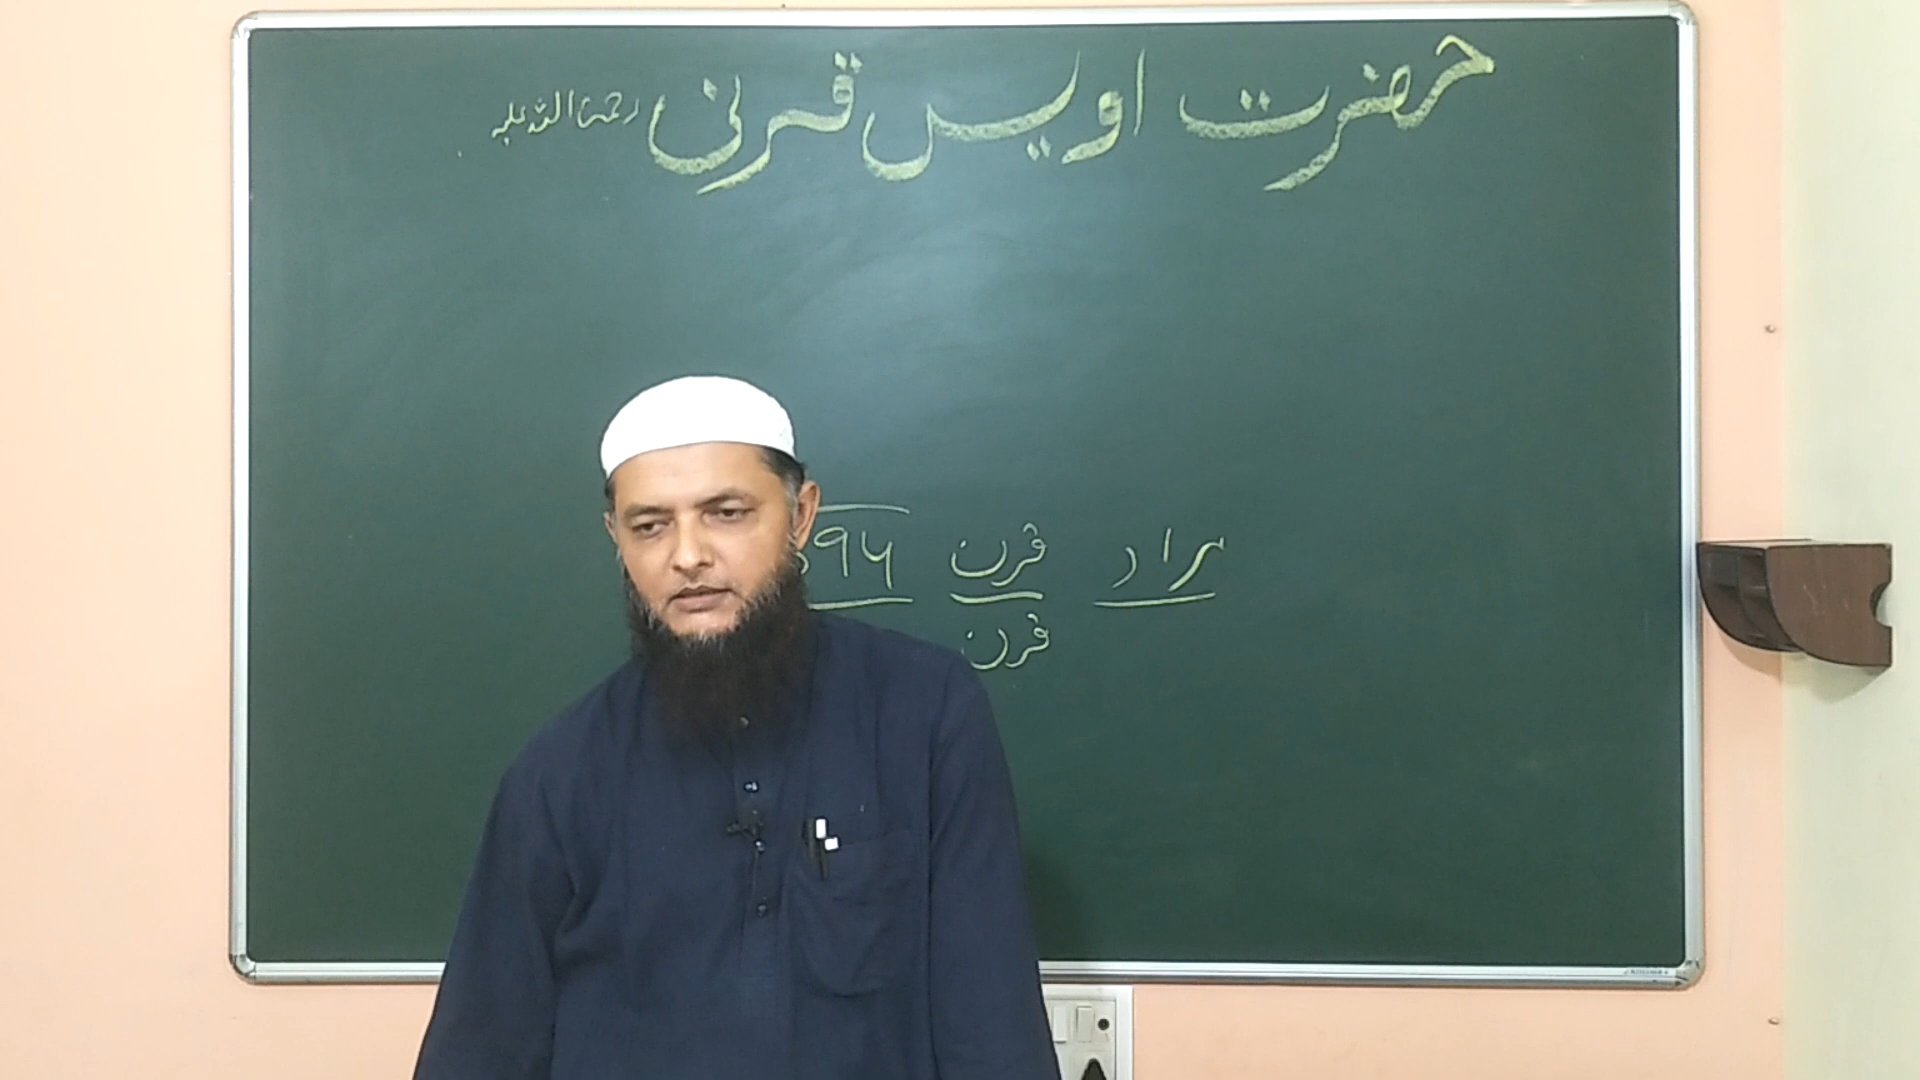 حضرت اویس قرنی رحمۃ اللہ علیہ
مراد قرن
قرن